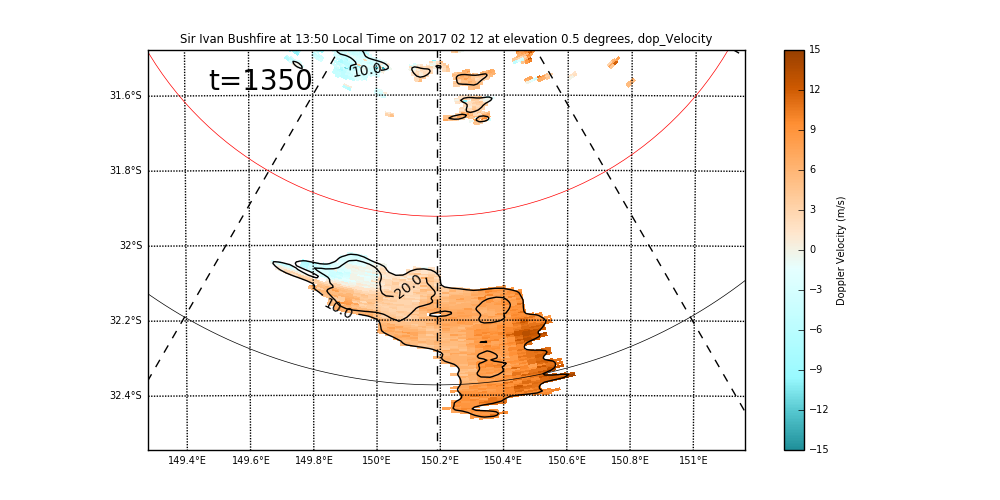 Sir Ivan Bushfire at 13:50 Local Time on 2017 02 12 at elevation 0.5 degrees, dop_Velocity
t=1350
10.0
20.0
10.0
31.6°S
31.8°S
32°S
32.2°S
32.4°S
149.4°E 149.6°E 149.8°E 150°E 150.2°E 150.4°E 150.6°E 150.8°E 151°E
15
12
9
6
3
0
−3
−6
−9
−12
−15
Doppler Velocity (m/s)